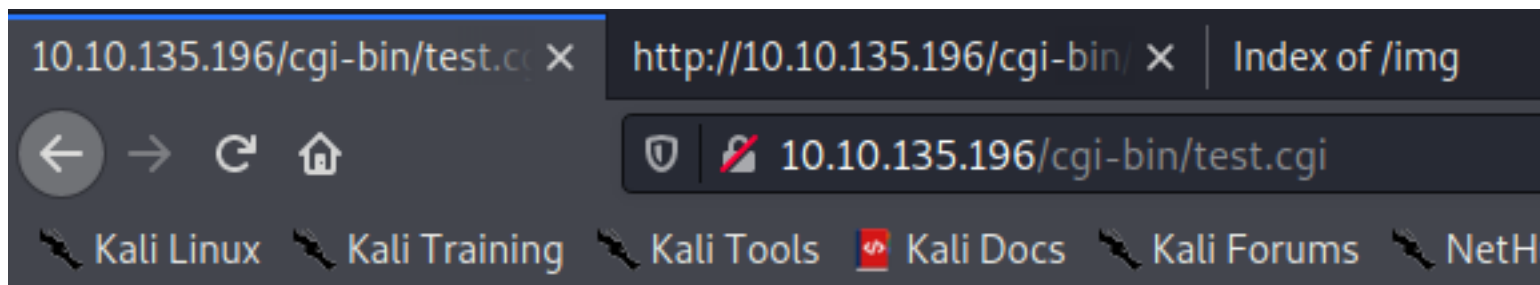 10.10.135.196/cgi-bin/test.c http://10.10.135.196/cgi-bin/ Index of /img
10.10.135.196/cgi-bin/test.cgi
Kali Linux Kali Training Kali Tools Kali Docs Kali Forums NetH